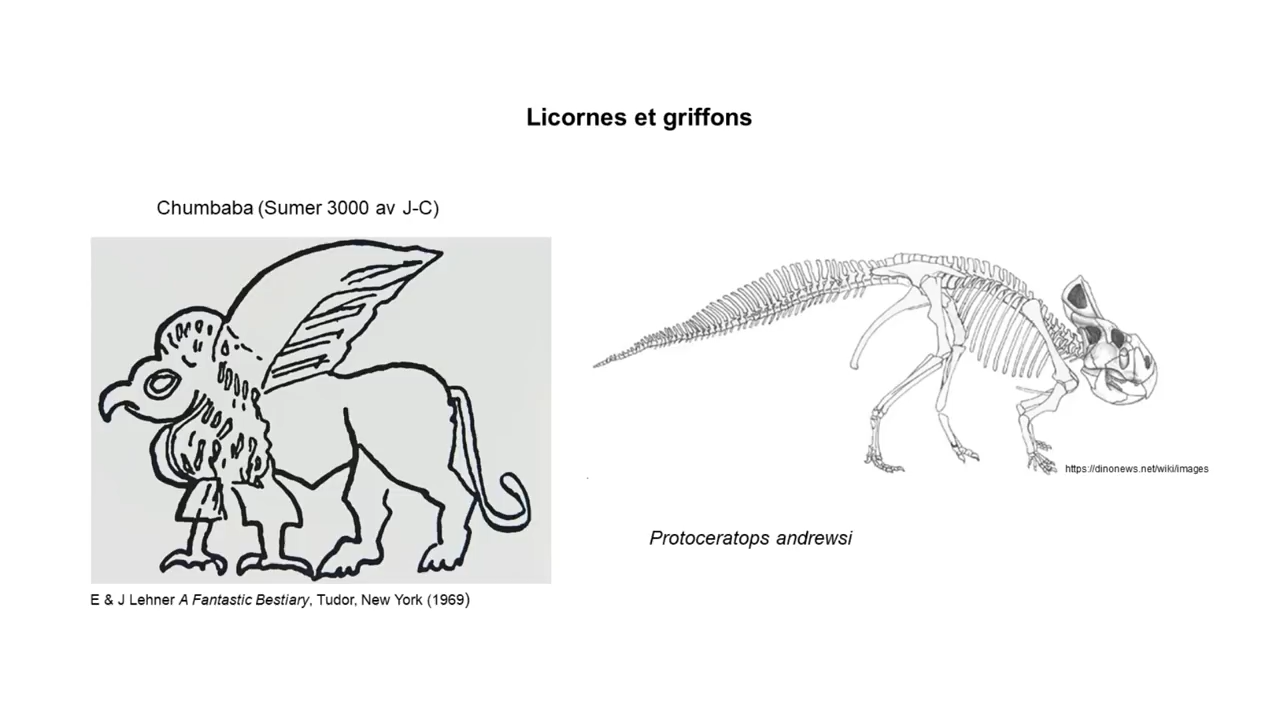 Licornes et griffons
Chumbaba (Sumer 3000 av J-C)
https://dinonews.net/wiki/images
Protoceratops andrewsi
E & J Lehner A Fantastic Bestiary, Tudor, New York (1969)